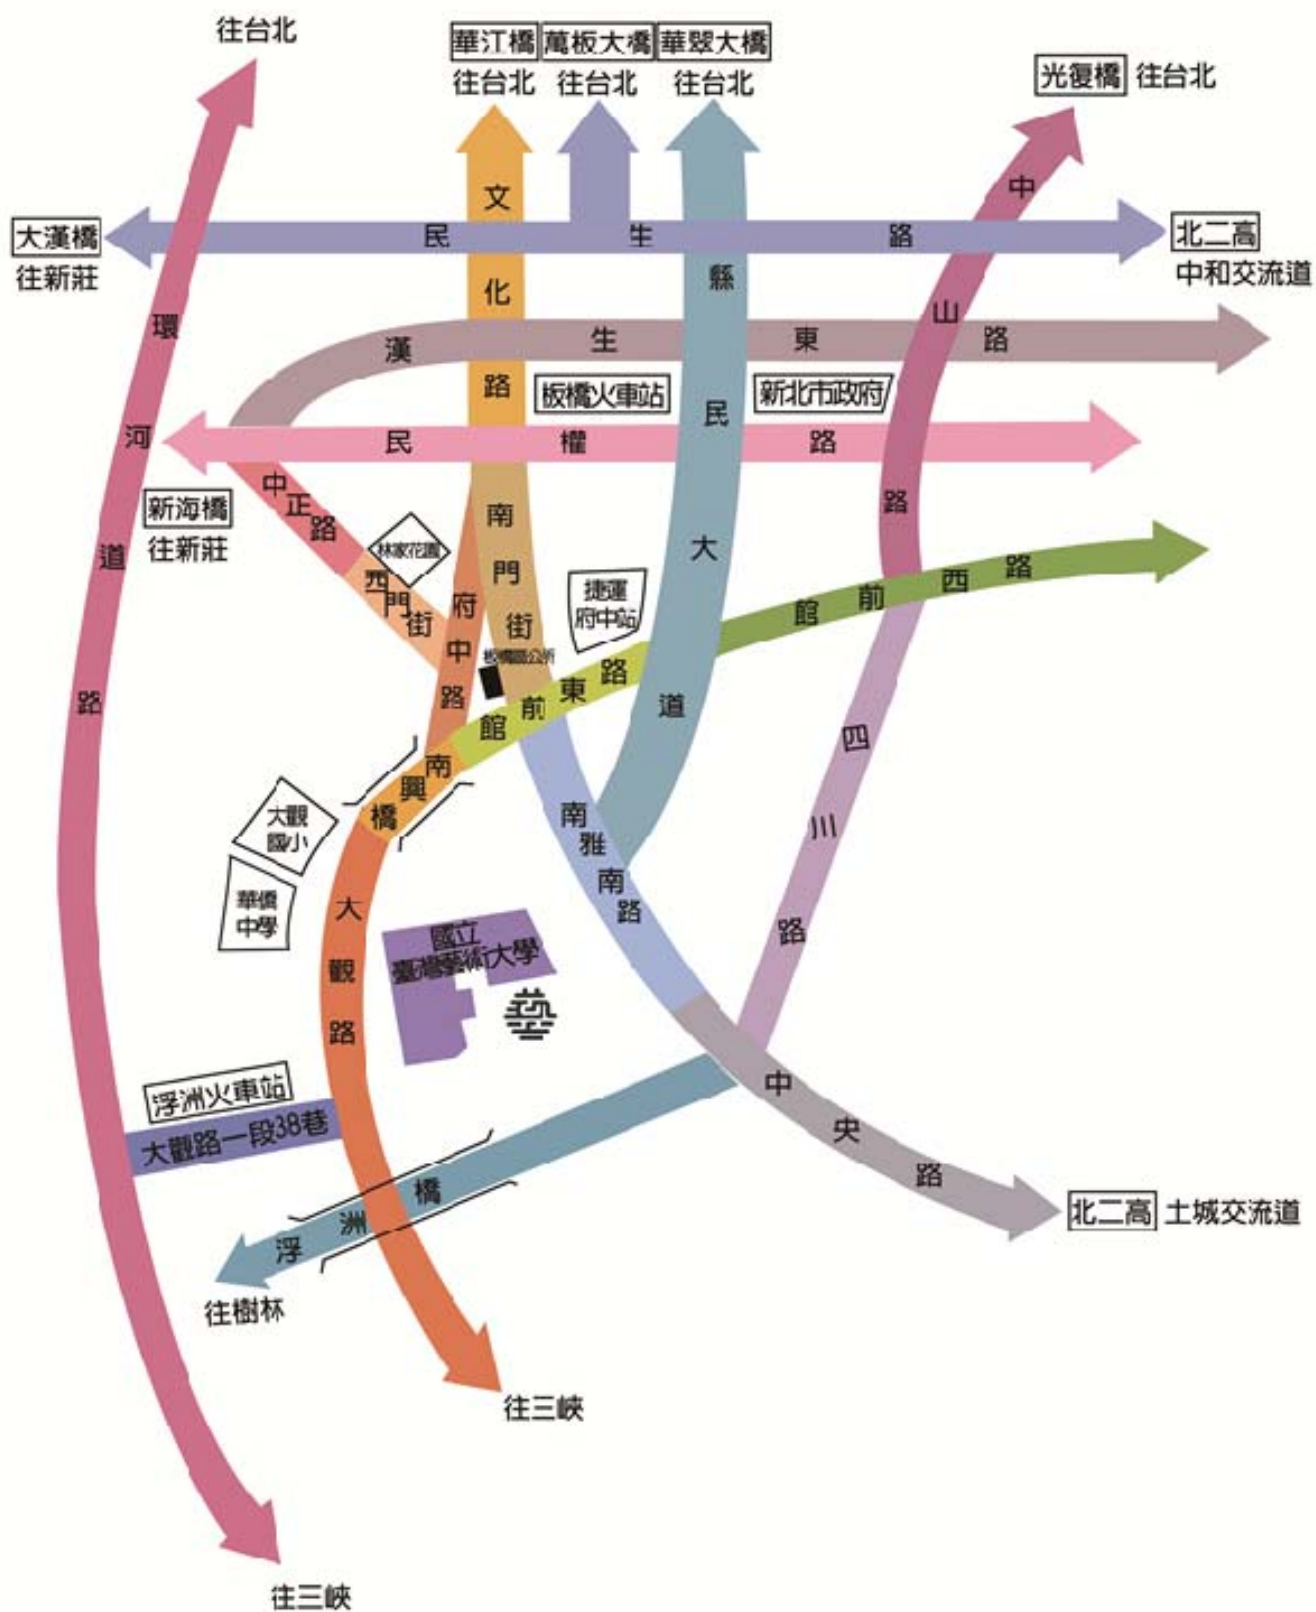 往台北
華江橋
往台北
萬板大橋
往台北
華翠大橋
往台北
光復橋 往台北
大漢橋
往新莊
北二高
中和交流道
民生路
文化路
縣民大道
中山路
環河道路
漢生東路
板橋火車站
新北市政府
民權路
新海橋
往新莊
中正路
林家花園
西門街
府中路
南門街
捷運
府中站
板橋區公所
館前東路
館前西路
南興橋
大觀
國小
華僑
中學
南雅南路
四川路
大觀路
國立
臺灣藝術大學
浮洲火車站
大觀路一段38巷
中央路
浮洲橋
往樹林
北二高 土城交流道
往三峽
往三峽